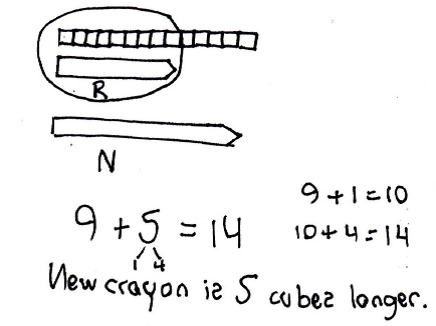 R
N
9 + 5 = 14
1 4
9 + 1 = 10
10 + 4 = 14
New crayon is 5 cubes longer.